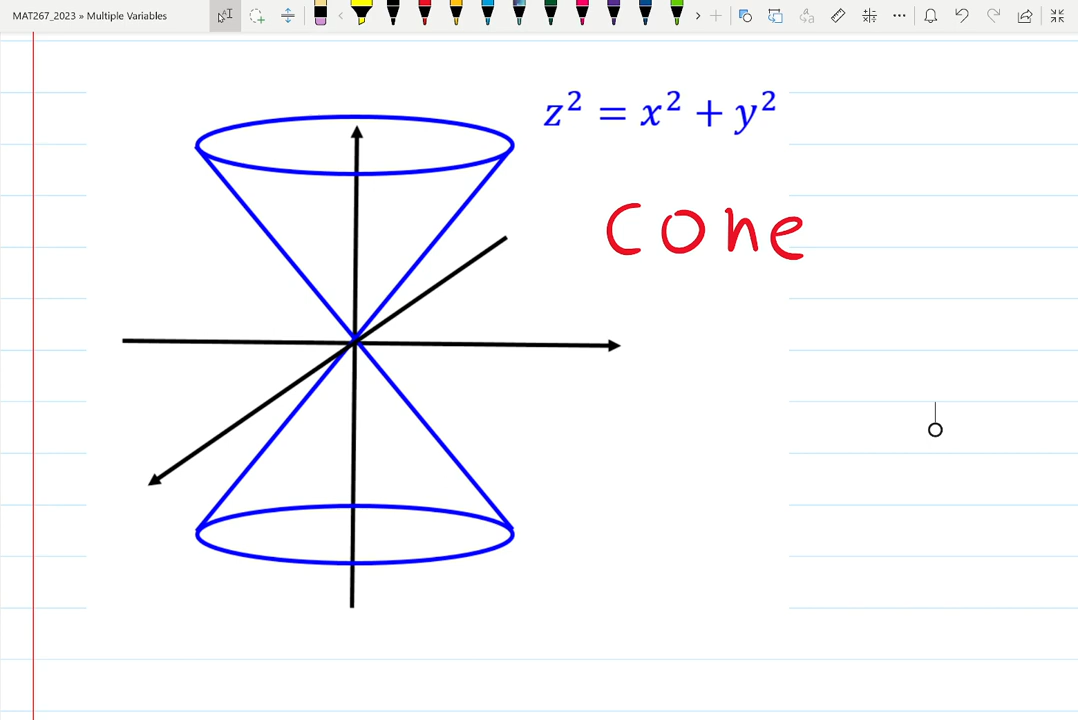 MAT267_2023 » Multiple Variables
z² = x² + y²
cone